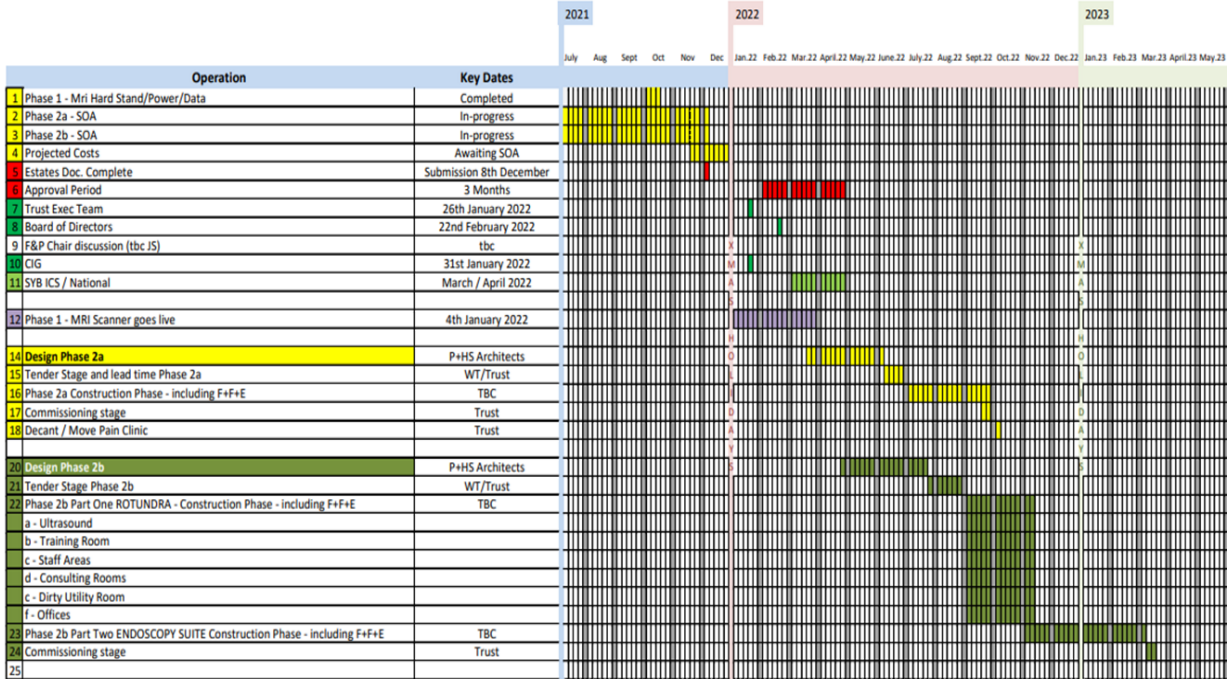 2021 2022 2023
July Aug Sept Oct Nov Dec Jan.22 Feb.22 Mar.22 April.22 May.22 June.22 July.22 Aug.22 Sept.22 Oct.22 Nov.22 Dec.22 Jan.23 Feb.23 Mar.23 April.23 May.23
Operation Key Dates
1 Phase 1 - Mri Hard Stand/Power/Data Completed
2 Phase 2a - SOA In-progress
3 Phase 2b - SOA In-progress
4 Projected Costs Awaiting SOA
5 Estates Doc. Complete Submission 8th December
6 Approval Period 3 Months
7 Trust Exec Team 26th January 2022
8 Board of Directors 22nd February 2022
9 F&P Chair discussion (tbc JS) tbc
10 CIG 31st January 2022
11 SYB ICS / National March / April 2022
12 Phase 1 - MRI Scanner goes live 4th January 2022
14 Design Phase 2a P+HS Architects
15 Tender Stage and lead time Phase 2a WT/Trust
16 Phase 2a Construction Phase - including F+F+E TBC
17 Commissioning stage Trust
18 Decant / Move Pain Clinic Trust
20 Design Phase 2b P+HS Architects
21 Tender Stage Phase 2b WT/Trust
22 Phase 2b Part One ROTUNDRA - Construction Phase - including F+F+E TBC
a - Ultrasound
b - Training Room
c - Staff Areas
d - Consulting Rooms
c - Dirty Utility Room
f - Offices
23 Phase 2b Part Two ENDOSCOPY SUITE Construction Phase - including F+F+E TBC
24 Commissioning stage Trust
25
XMAS HOLIDAYS
XMAS HOLIDAYS